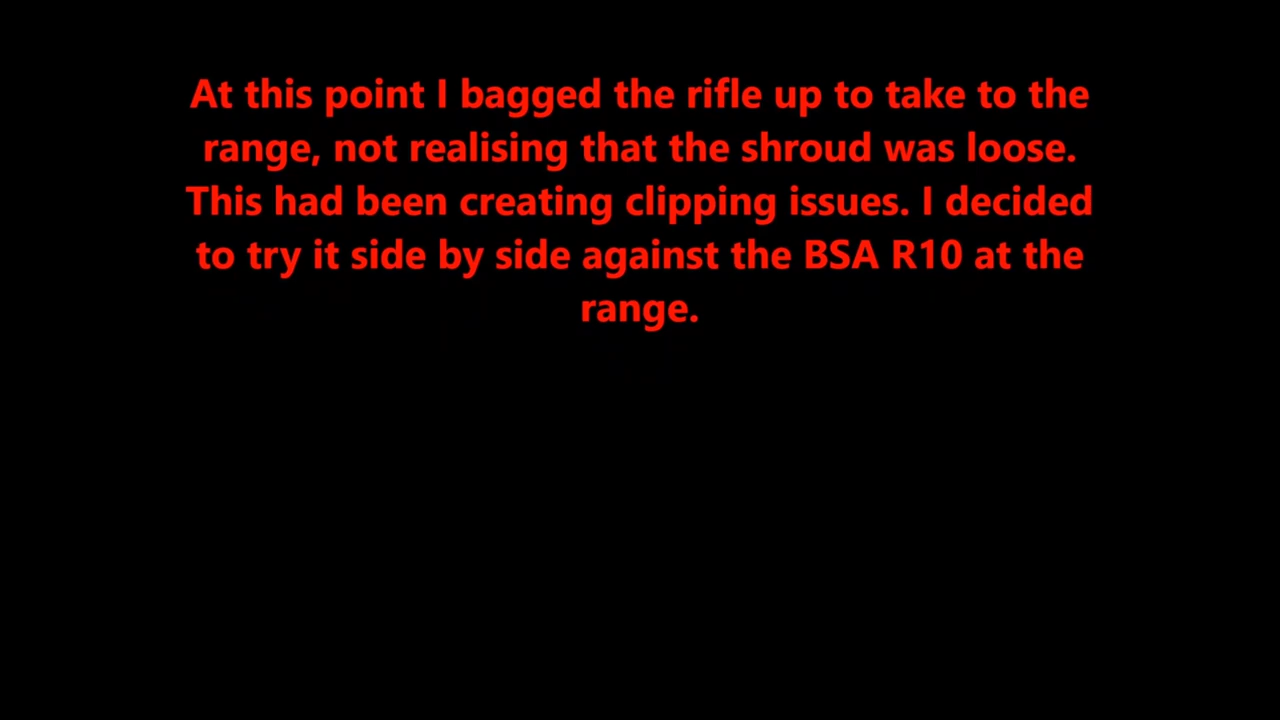 At this point I bagged the rifle up to take to the
range, not realising that the shroud was loose.
This had been creating clipping issues. I decided
to try it side by side against the BSA R10 at the
range.